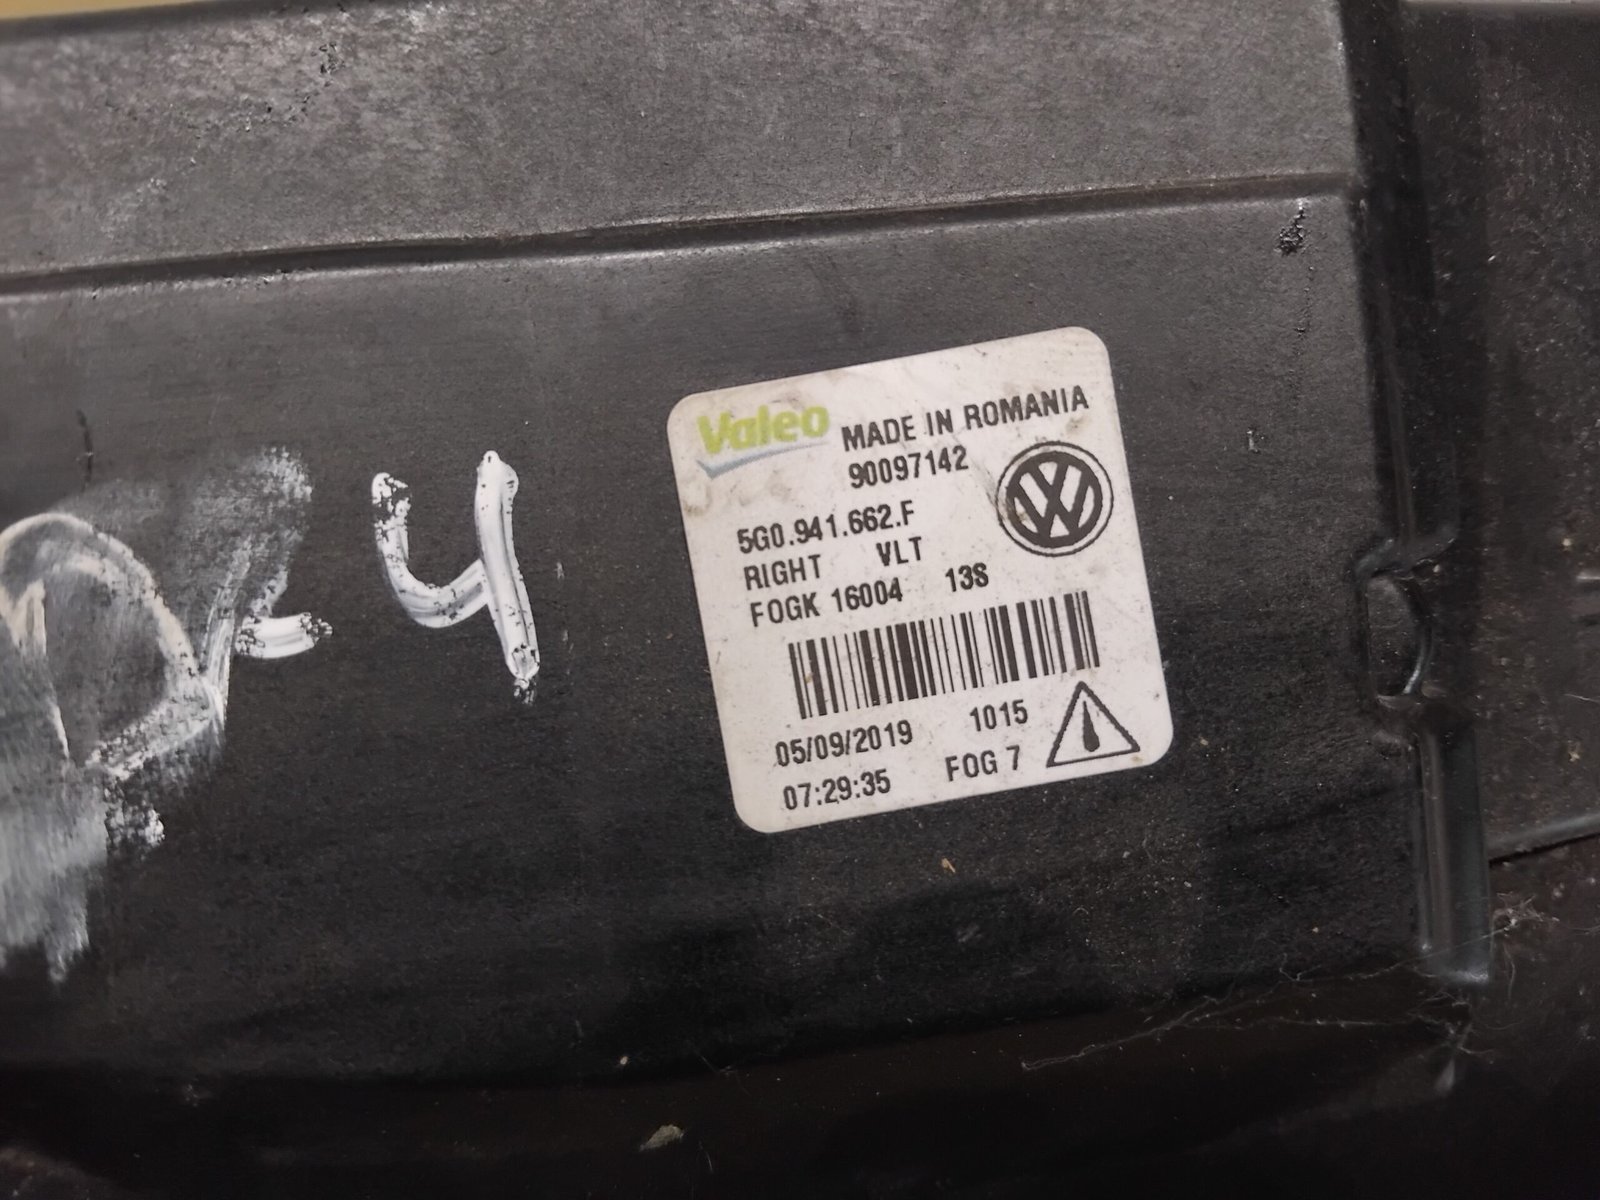 Valeo MADE IN ROMANIA
90097142
5G0.941.662.F
RIGHT VLT
FOGK 16004 13S
05/09/2019 1015
07:29:35 FOG 7
4